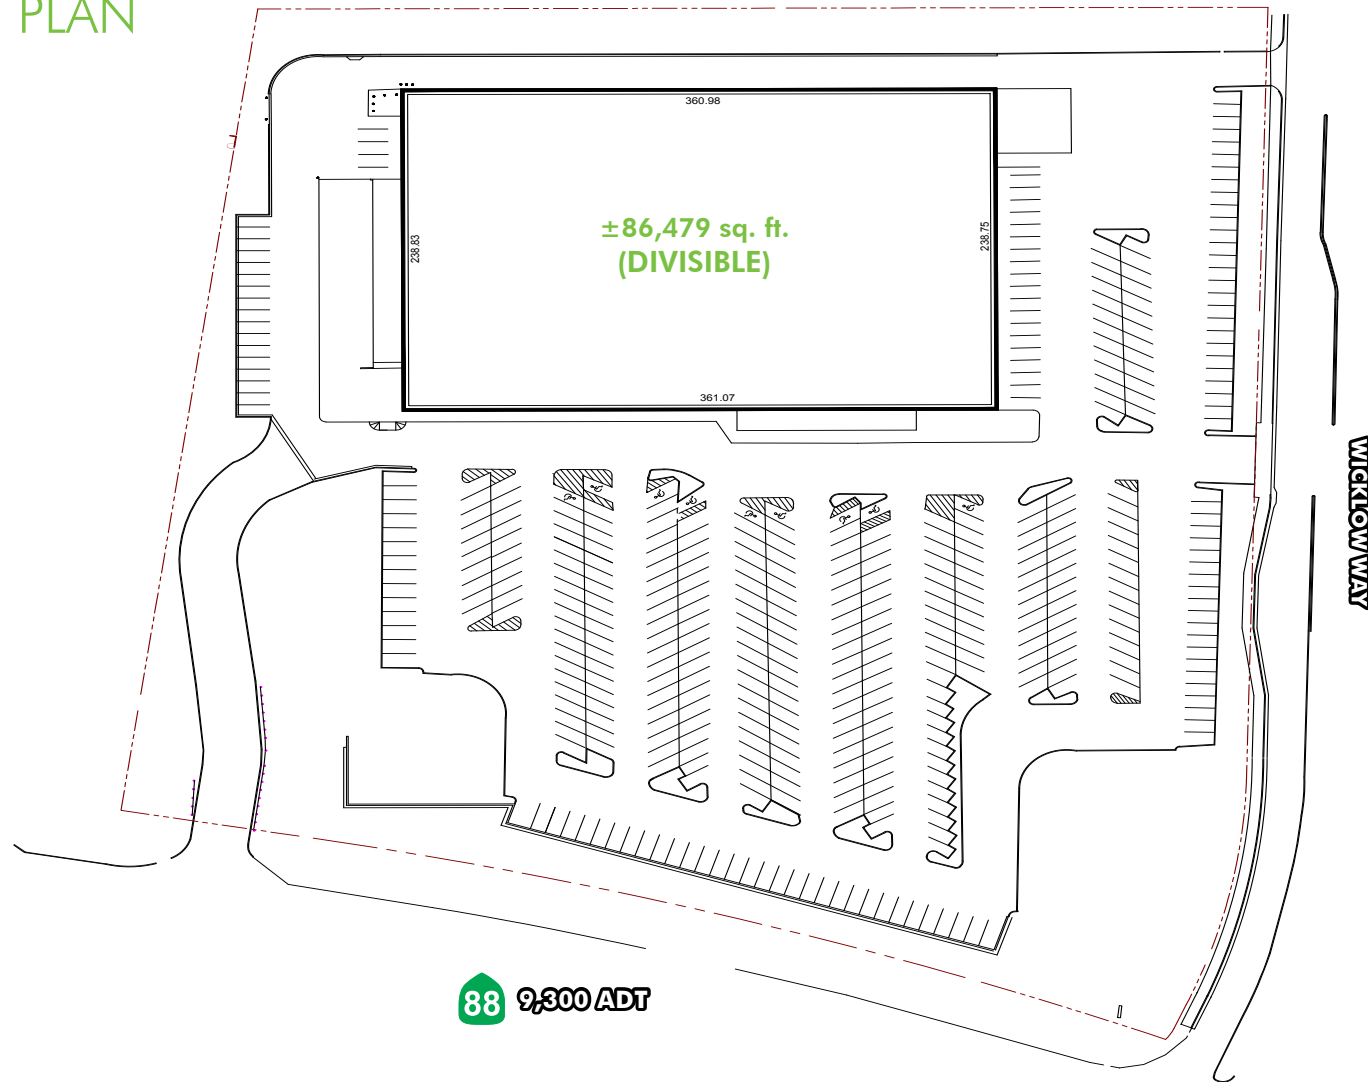 PLAN
360.98
±86,479 sq. ft.
(DIVISIBLE)
238.83
238.75
361.07
WICKLOW WAY
88 9,300 ADT